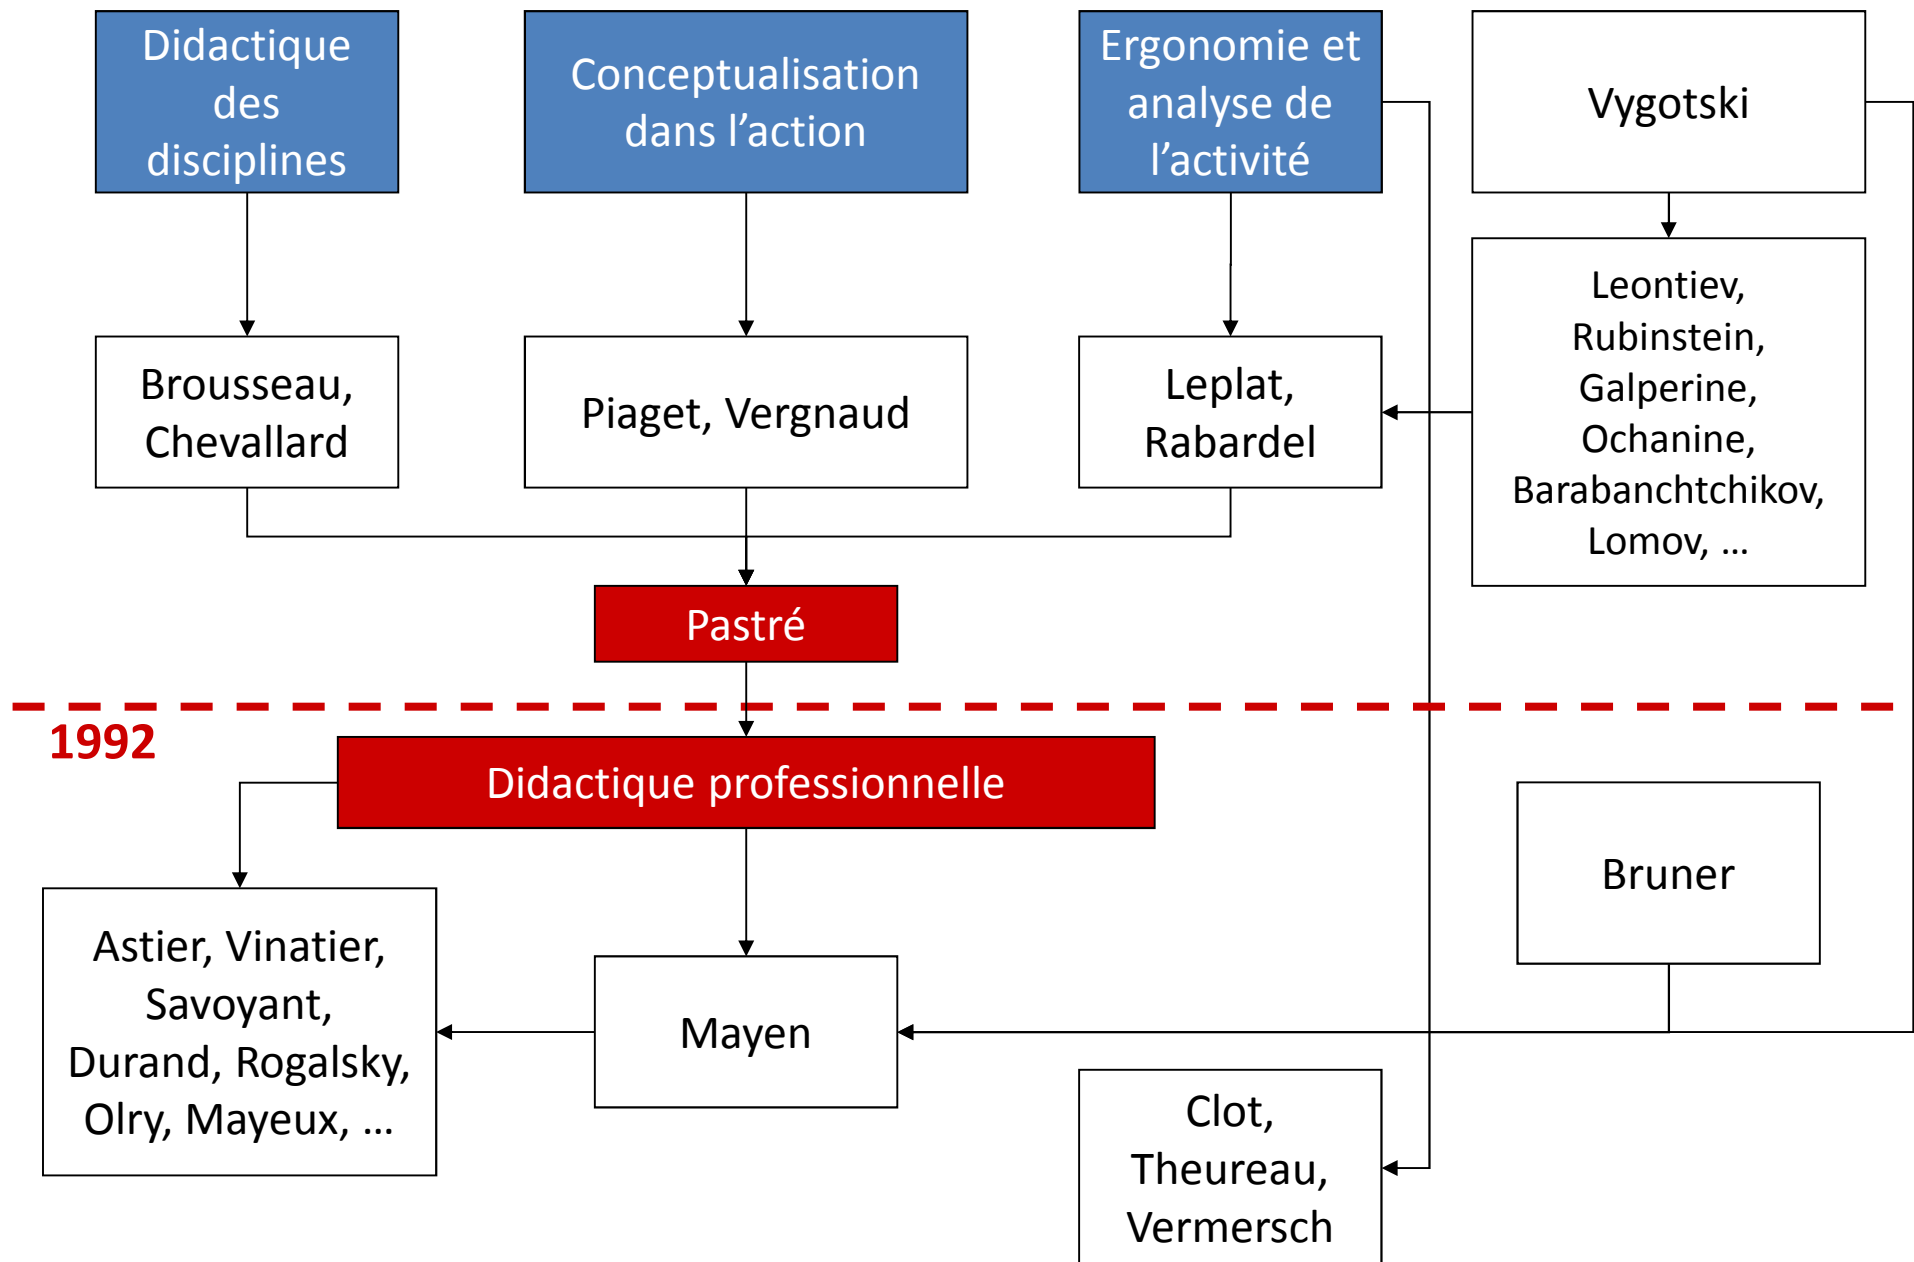 Didactique
des
disciplines
Conceptualisation
dans l’action
Ergonomie et
analyse de
l’activité
Vygotski
Brousseau,
Chevallard
Piaget, Vergnaud
Leplat,
Rabardel
Leontiev,
Rubinstein,
Galperine,
Ochanine,
Barabanchtchikov,
Lomov, …
Pastré
1992
Didactique professionnelle
Bruner
Astier, Vinatier,
Savoyant,
Durand, Rogalsky,
Olry, Mayeux, …
Mayen
Clot,
Theureau,
Vermersch